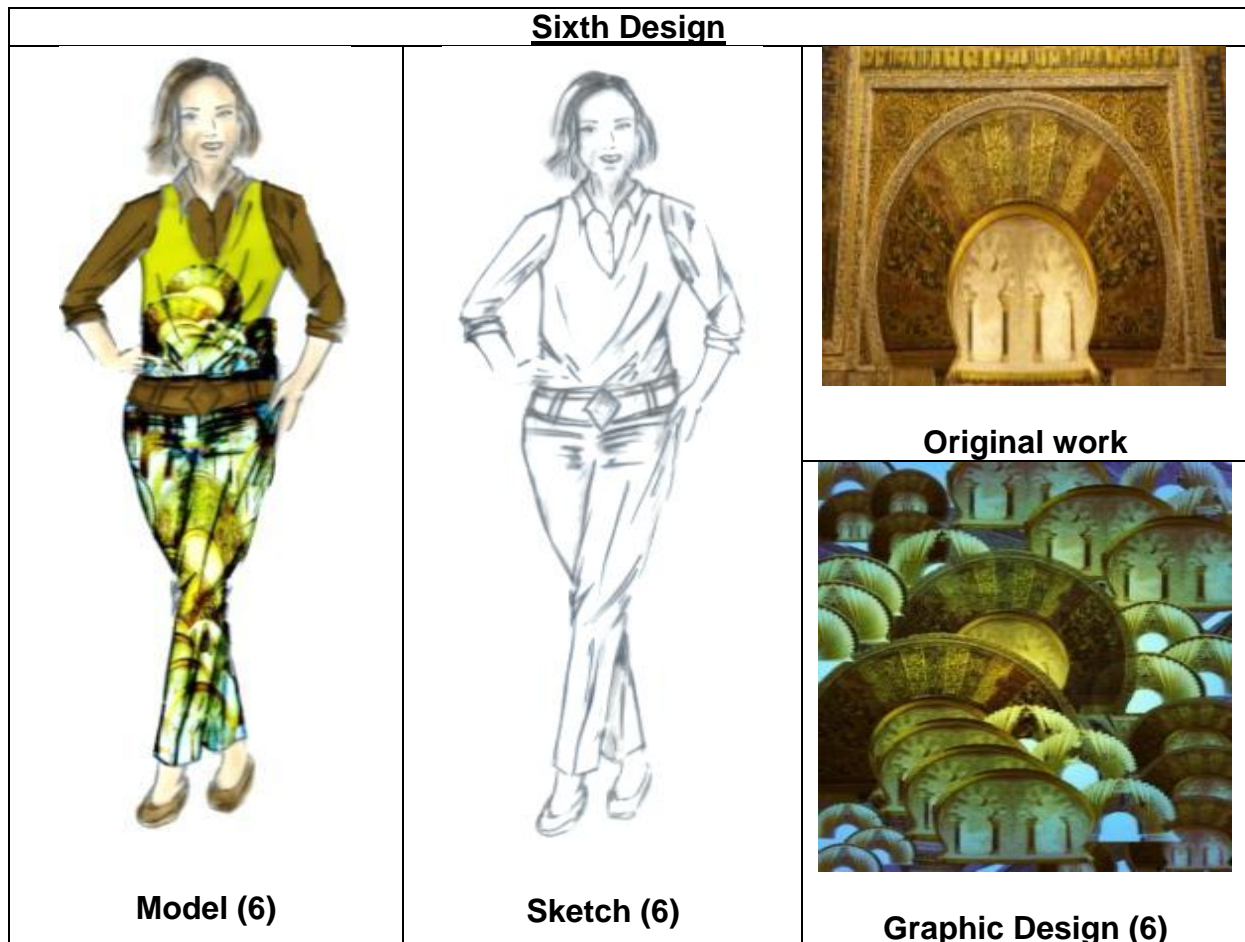 Sixth Design
Original work
Model (6)
Sketch (6)
Graphic Design (6)